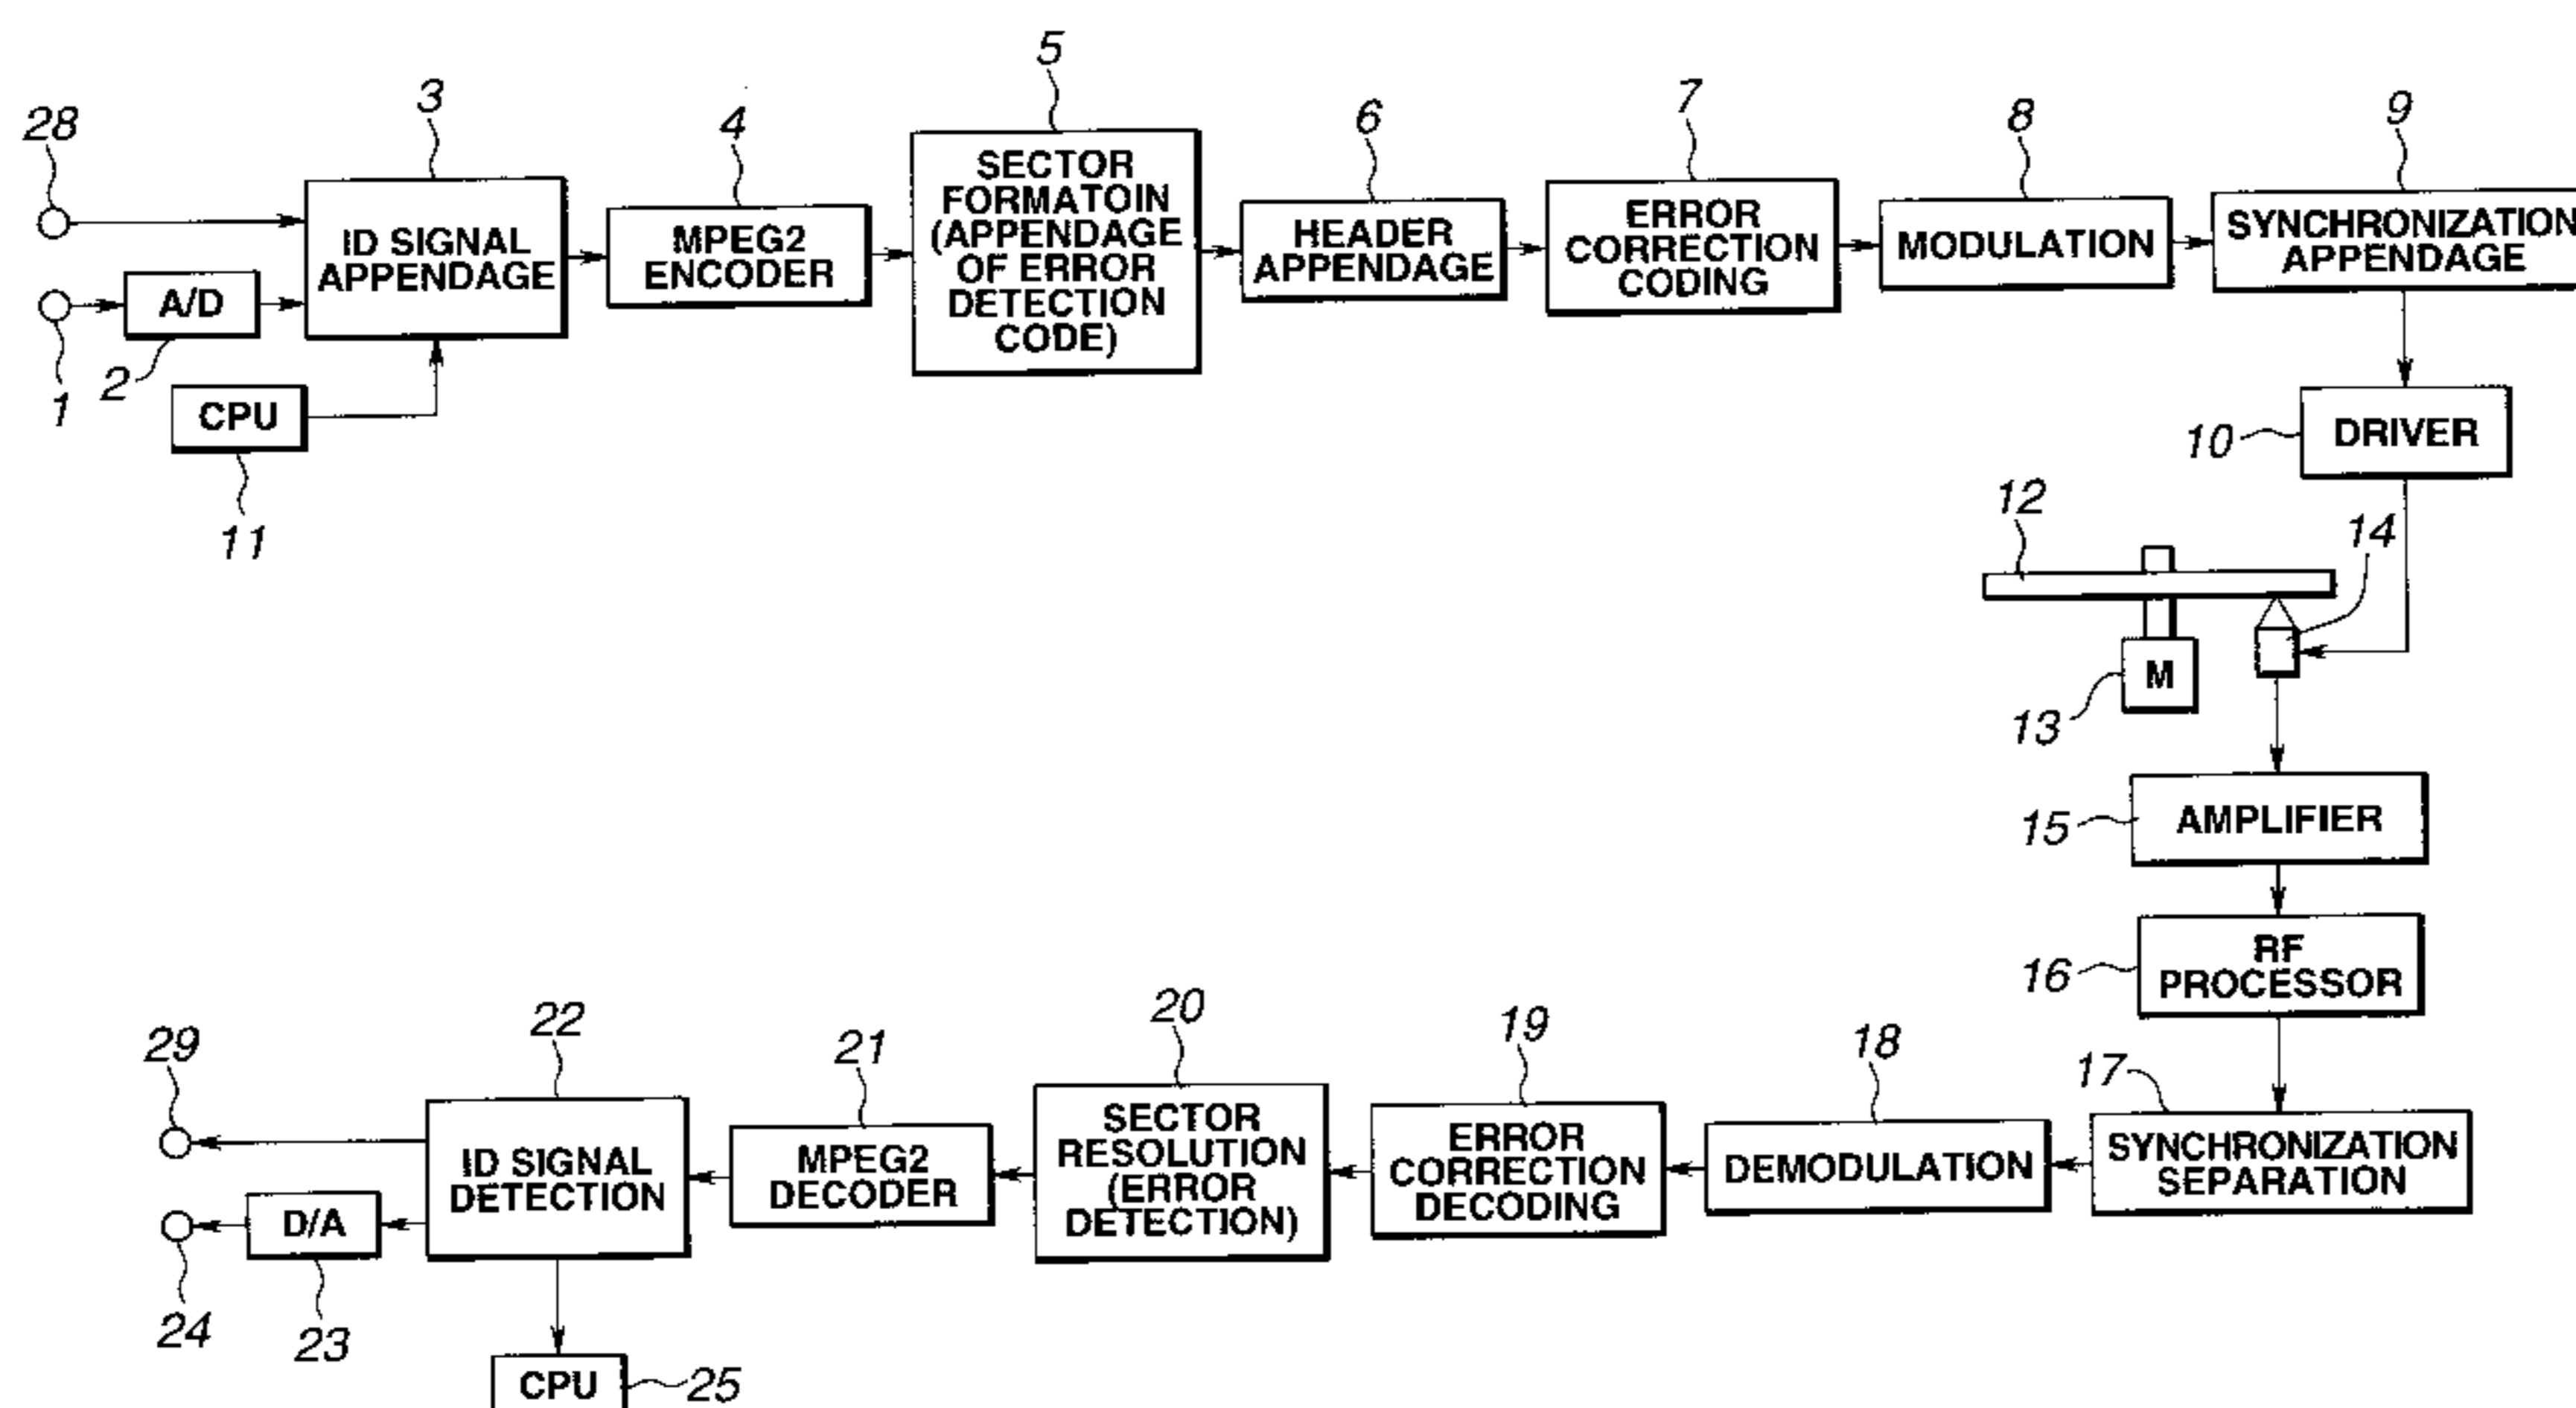 28
3
4
5
6
7
8
9
ID SIGNAL
APPENDAGE
MPEG2
ENCODER
SECTOR
FORMATOIN
(APPENDAGE
OF ERROR
DETECTION
CODE)
HEADER
APPENDAGE
ERROR
CORRECTION
CODING
MODULATION
SYNCHRONIZATION
APPENDAGE
A/D
1
2
CPU
11
10
DRIVER
12
14
M
13
15
AMPLIFIER
16
RF
PROCESSOR
17
SYNCHRONIZATION
SEPARATION
18
DEMODULATION
19
ERROR
CORRECTION
DECODING
20
SECTOR
RESOLUTION
(ERROR
DETECTION)
21
MPEG2
DECODER
22
ID SIGNAL
DETECTION
29
D/A
24
23
CPU
25